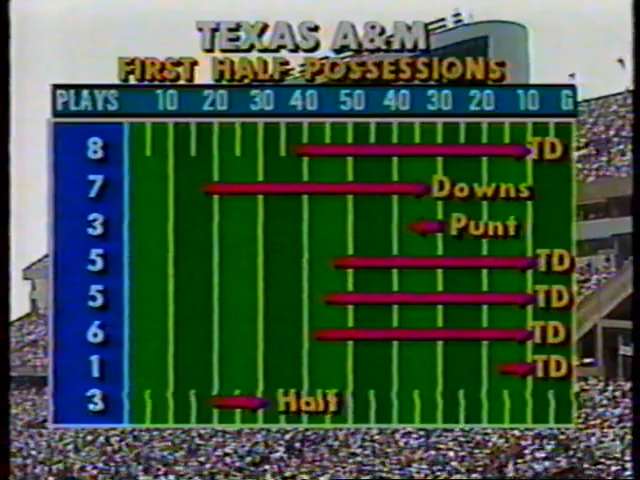 TEXAS A&M
FIRST HALF POSSESSIONS
PLAYS 10 20 30 40 50 40 30 20 10 G
8 TD
7 Downs
3 Punt
5 TD
5 TD
6 TD
1 TD
3 Half